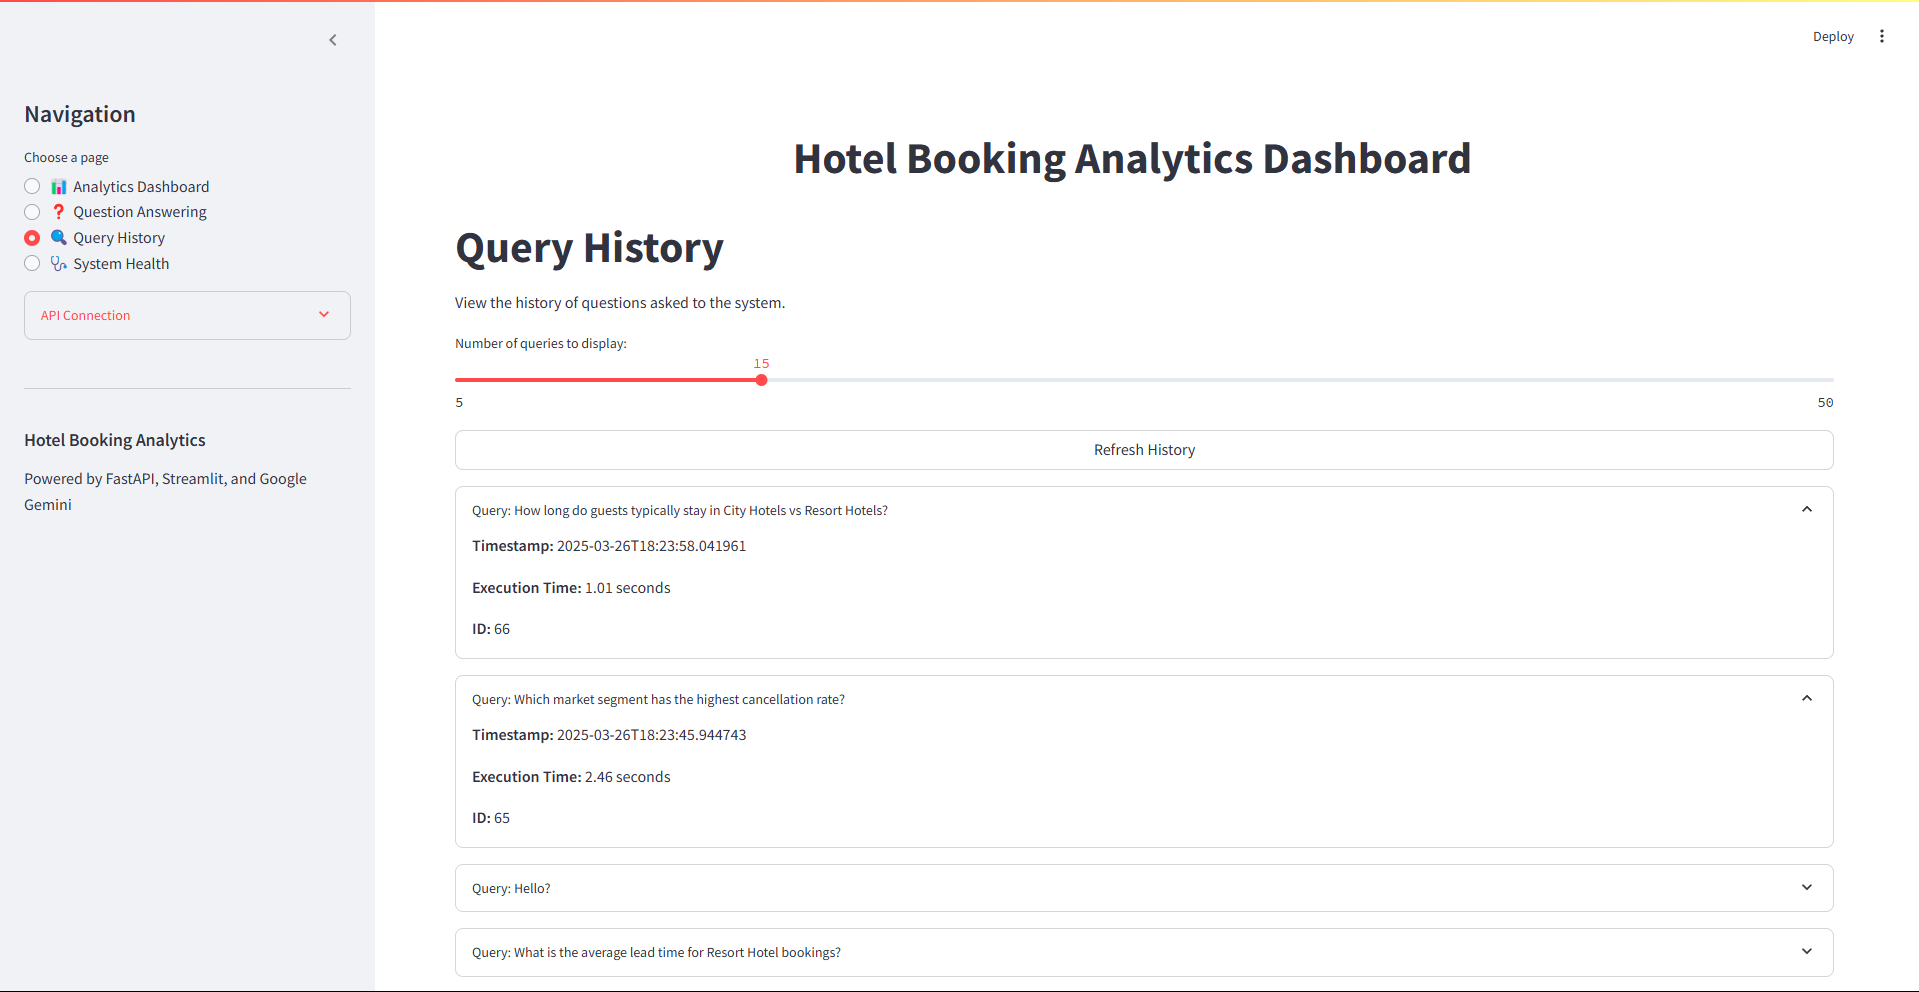 Deploy
Navigation
Choose a page
Analytics Dashboard
Question Answering
Query History
System Health
API Connection
Hotel Booking Analytics
Powered by FastAPI, Streamlit, and Google
Gemini
Hotel Booking Analytics Dashboard
Query History
View the history of questions asked to the system.
Number of queries to display:
15
5
50
Refresh History
Query: How long do guests typically stay in City Hotels vs Resort Hotels?
Timestamp: 2025-03-26T18:23:58.041961
Execution Time: 1.01 seconds
ID: 66
Query: Which market segment has the highest cancellation rate?
Timestamp: 2025-03-26T18:23:45.944743
Execution Time: 2.46 seconds
ID: 65
Query: Hello?
Query: What is the average lead time for Resort Hotel bookings?